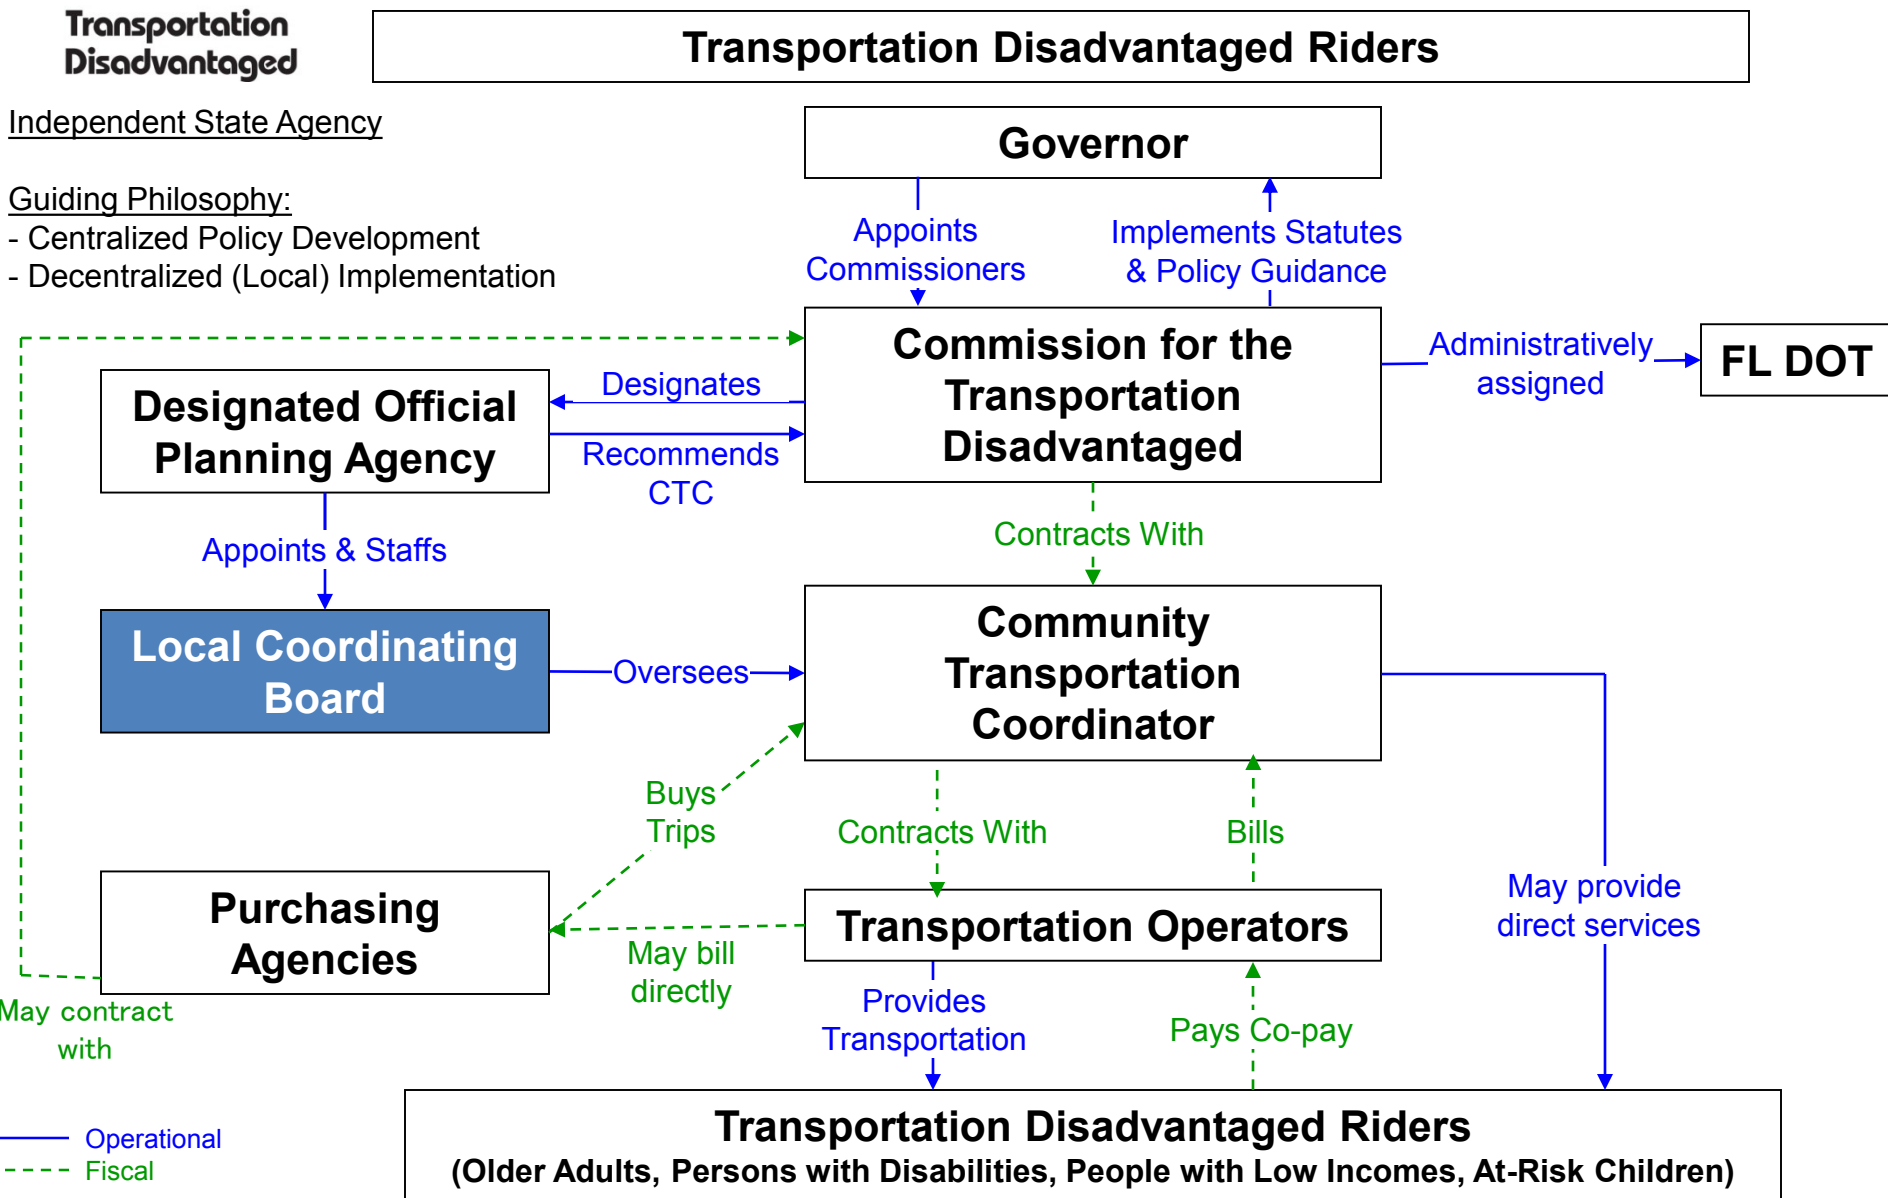 Transportation
Disadvantaged
Transportation Disadvantaged Riders
Independent State Agency
Governor
Guiding Philosophy:
- Centralized Policy Development
- Decentralized (Local) Implementation
Appoints
Commissioners
Implements Statutes
& Policy Guidance
Commission for the
Transportation
Disadvantaged
Administratively
assigned
FL DOT
Designated Official
Planning Agency
Designates
Recommends
CTC
Contracts With
Appoints & Staffs
Local Coordinating
Board
Oversees
Community
Transportation
Coordinator
Buys
Trips
Contracts With
Bills
May provide
direct services
Purchasing
Agencies
May bill
directly
Transportation Operators
May contract
with
Provides
Transportation
Pays Co-pay
Operational
Fiscal
Transportation Disadvantaged Riders
(Older Adults, Persons with Disabilities, People with Low Incomes, At-Risk Children)